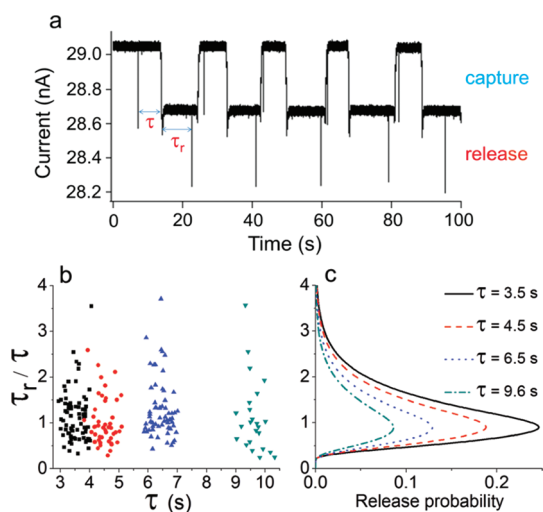 a
Current (nA)
29.0
28.8
28.6
28.4
28.2
τ
τr
capture
release
0 20 40 60 80 100
Time (s)
b
τr / τ
4
3
2
1
0
3 4 5 6 7 8 9 10
τ (s)
c
4
3
2
1
0
τ = 3.5 s
τ = 4.5 s
τ = 6.5 s
τ = 9.6 s
0.0 0.1 0.2
Release probability